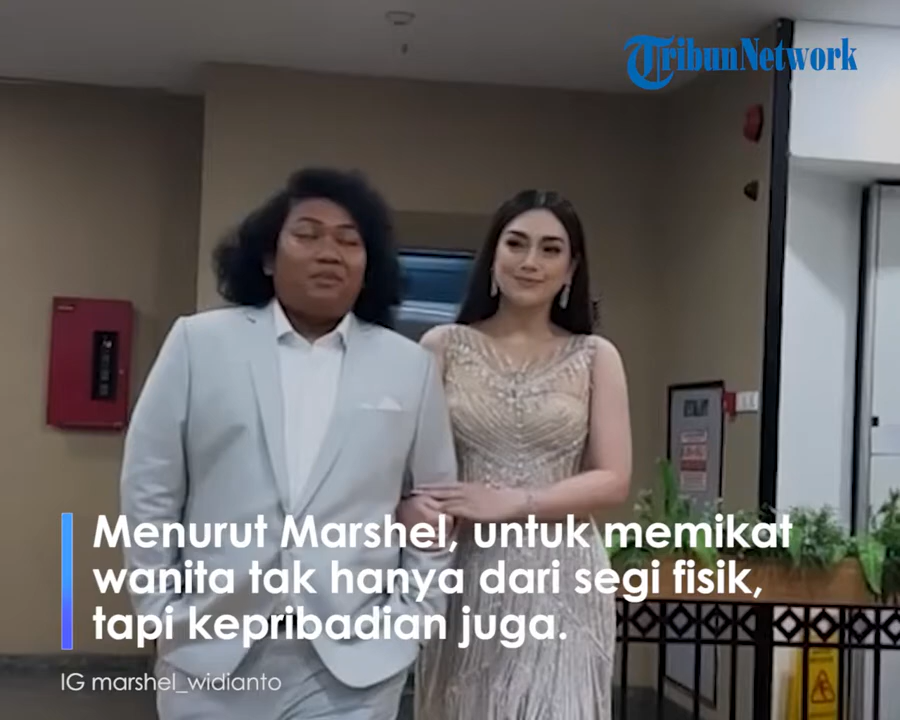 TribunNetwork
Menurut Marshel, untuk memikat
wanita tak hanya dari segi fisik,
tapi kepribadian juga.
IG marshel_widianto